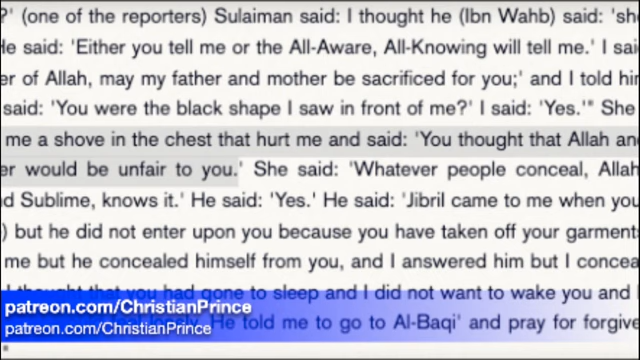 ?' (one of the reporters) Sulaiman said: I thought he (Ibn Wahb) said: 'she
He said: 'Either you tell me or the All-Aware, All-Knowing will tell me.' I sai
er of Allah, may my father and mother be sacrificed for you;' and I told him
said: 'You were the black shape I saw in front of me?' I said: 'Yes.'" She
me a shove in the chest that hurt me and said: 'You thought that Allah and
er would be unfair to you.' She said: 'Whatever people conceal, Allah
d Sublime, knows it.' He said: 'Yes.' He said: 'Jibril came to me when you
) but he did not enter upon you because you have taken off your garments
me but he concealed himself from you, and I answered him but I concea
I thought that you had gone to sleep and I did not want to wake you and I
patreon.com/ChristianPrince
lonely. He told me to go to Al-Baqi' and pray for forgive
patreon.com/ChristianPrince